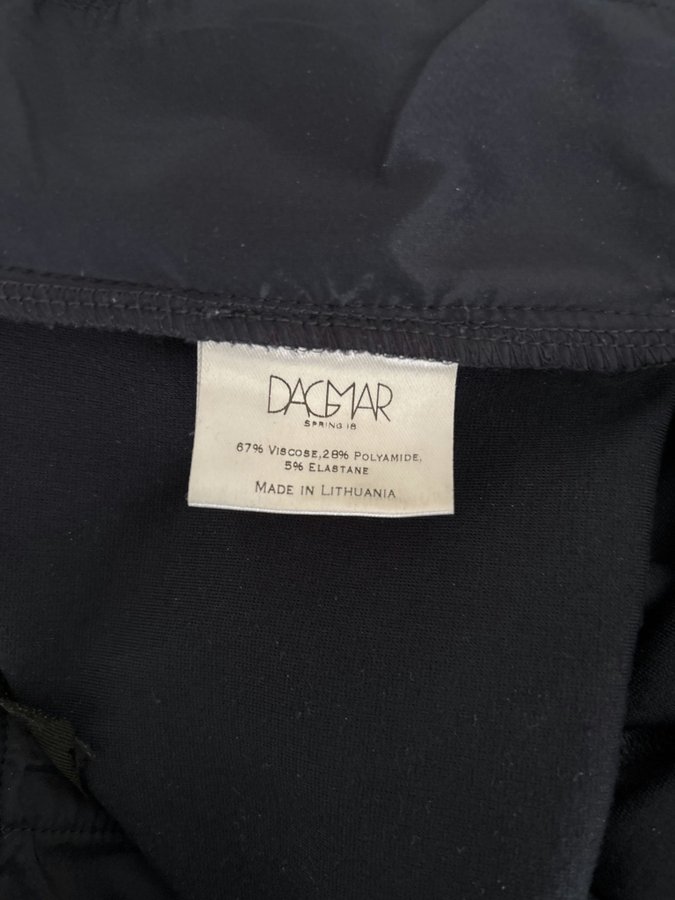 DAGMAR
SPRING 18
67% VISCOSE, 28% POLYAMIDE,
5% ELASTANE
MADE IN LITHUANIA